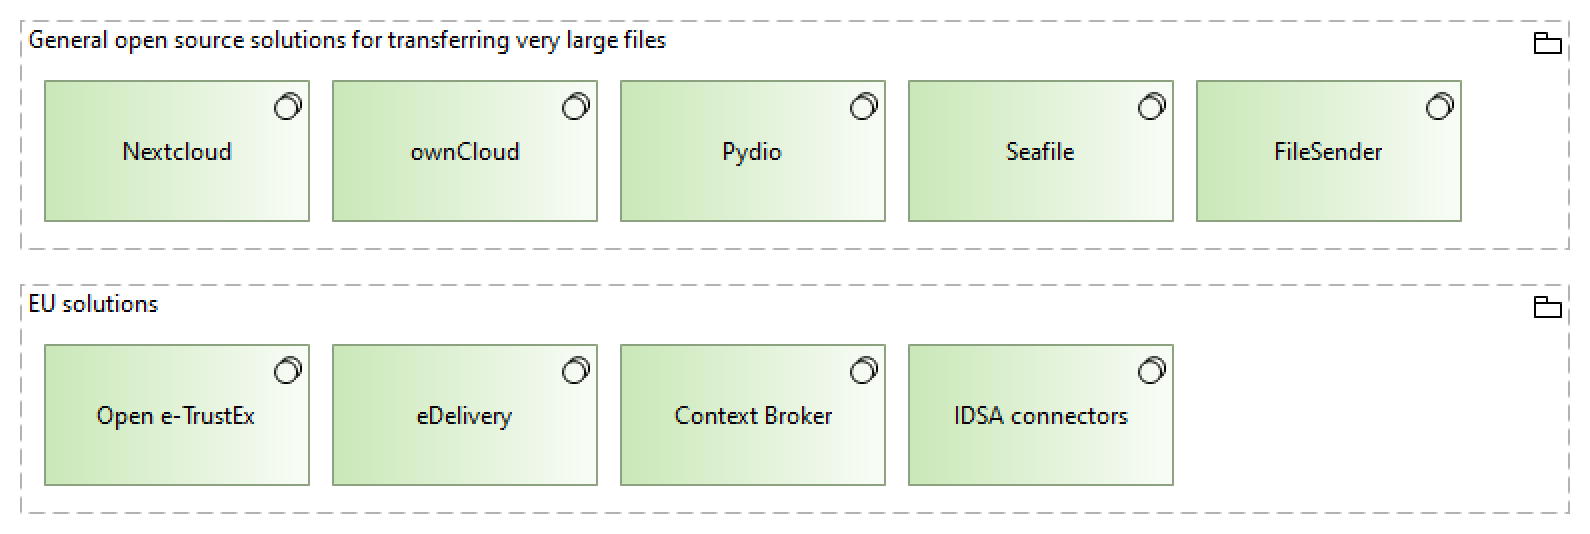 General open source solutions for transferring very large files
Nextcloud
ownCloud
Pydio
Seafile
FileSender
EU solutions
Open e-TrustEx
eDelivery
Context Broker
IDSA connectors